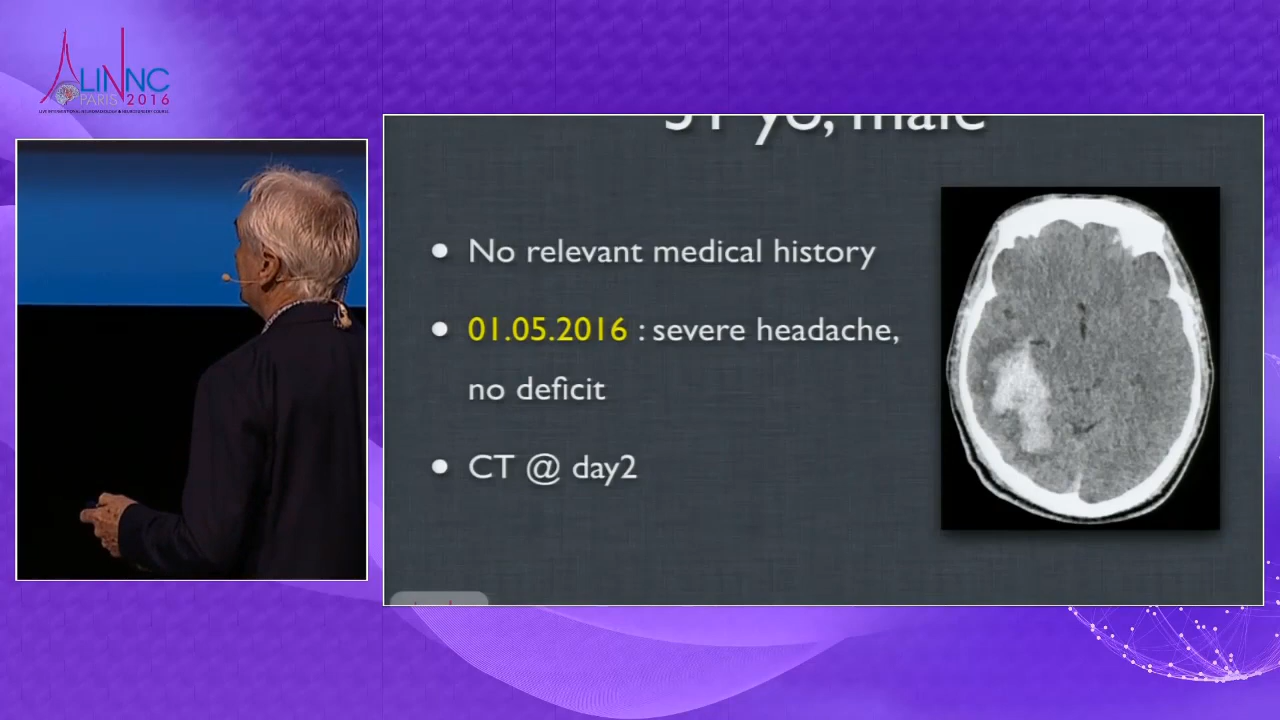 LINNC
PARIS 2016
No relevant medical history
01.05.2016 : severe headache,
no deficit
CT @ day2